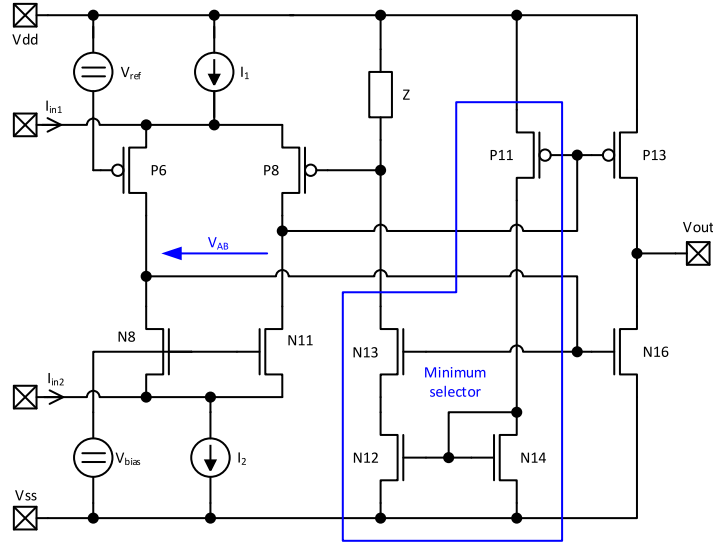 Vdd
Vref
I1
Iin1
Z
P6
P8
P11
P13
VAB
Vout
N8
N11
N13
N16
Minimum
selector
Iin2
Vbias
I2
N12
N14
Vss